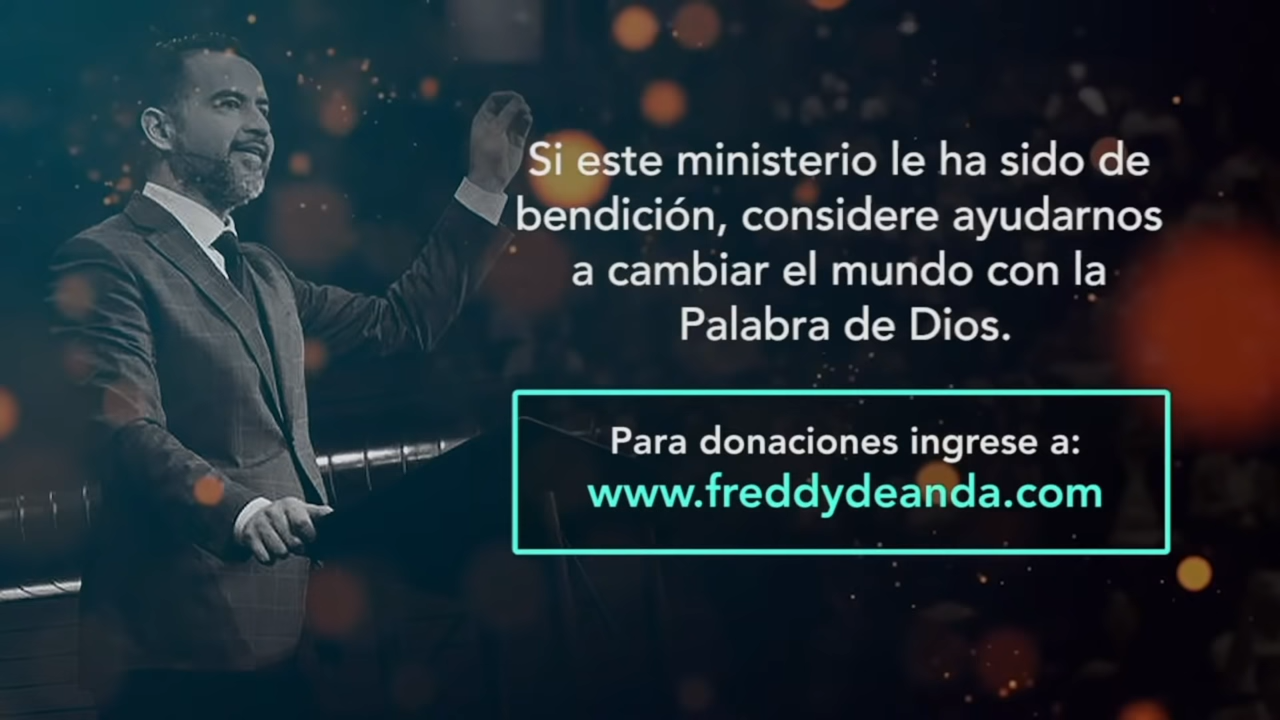 Si este ministerio le ha sido de
bendición, considere ayudarnos
a cambiar el mundo con la
Palabra de Dios.
Para donaciones ingrese a:
www.freddydeanda.com